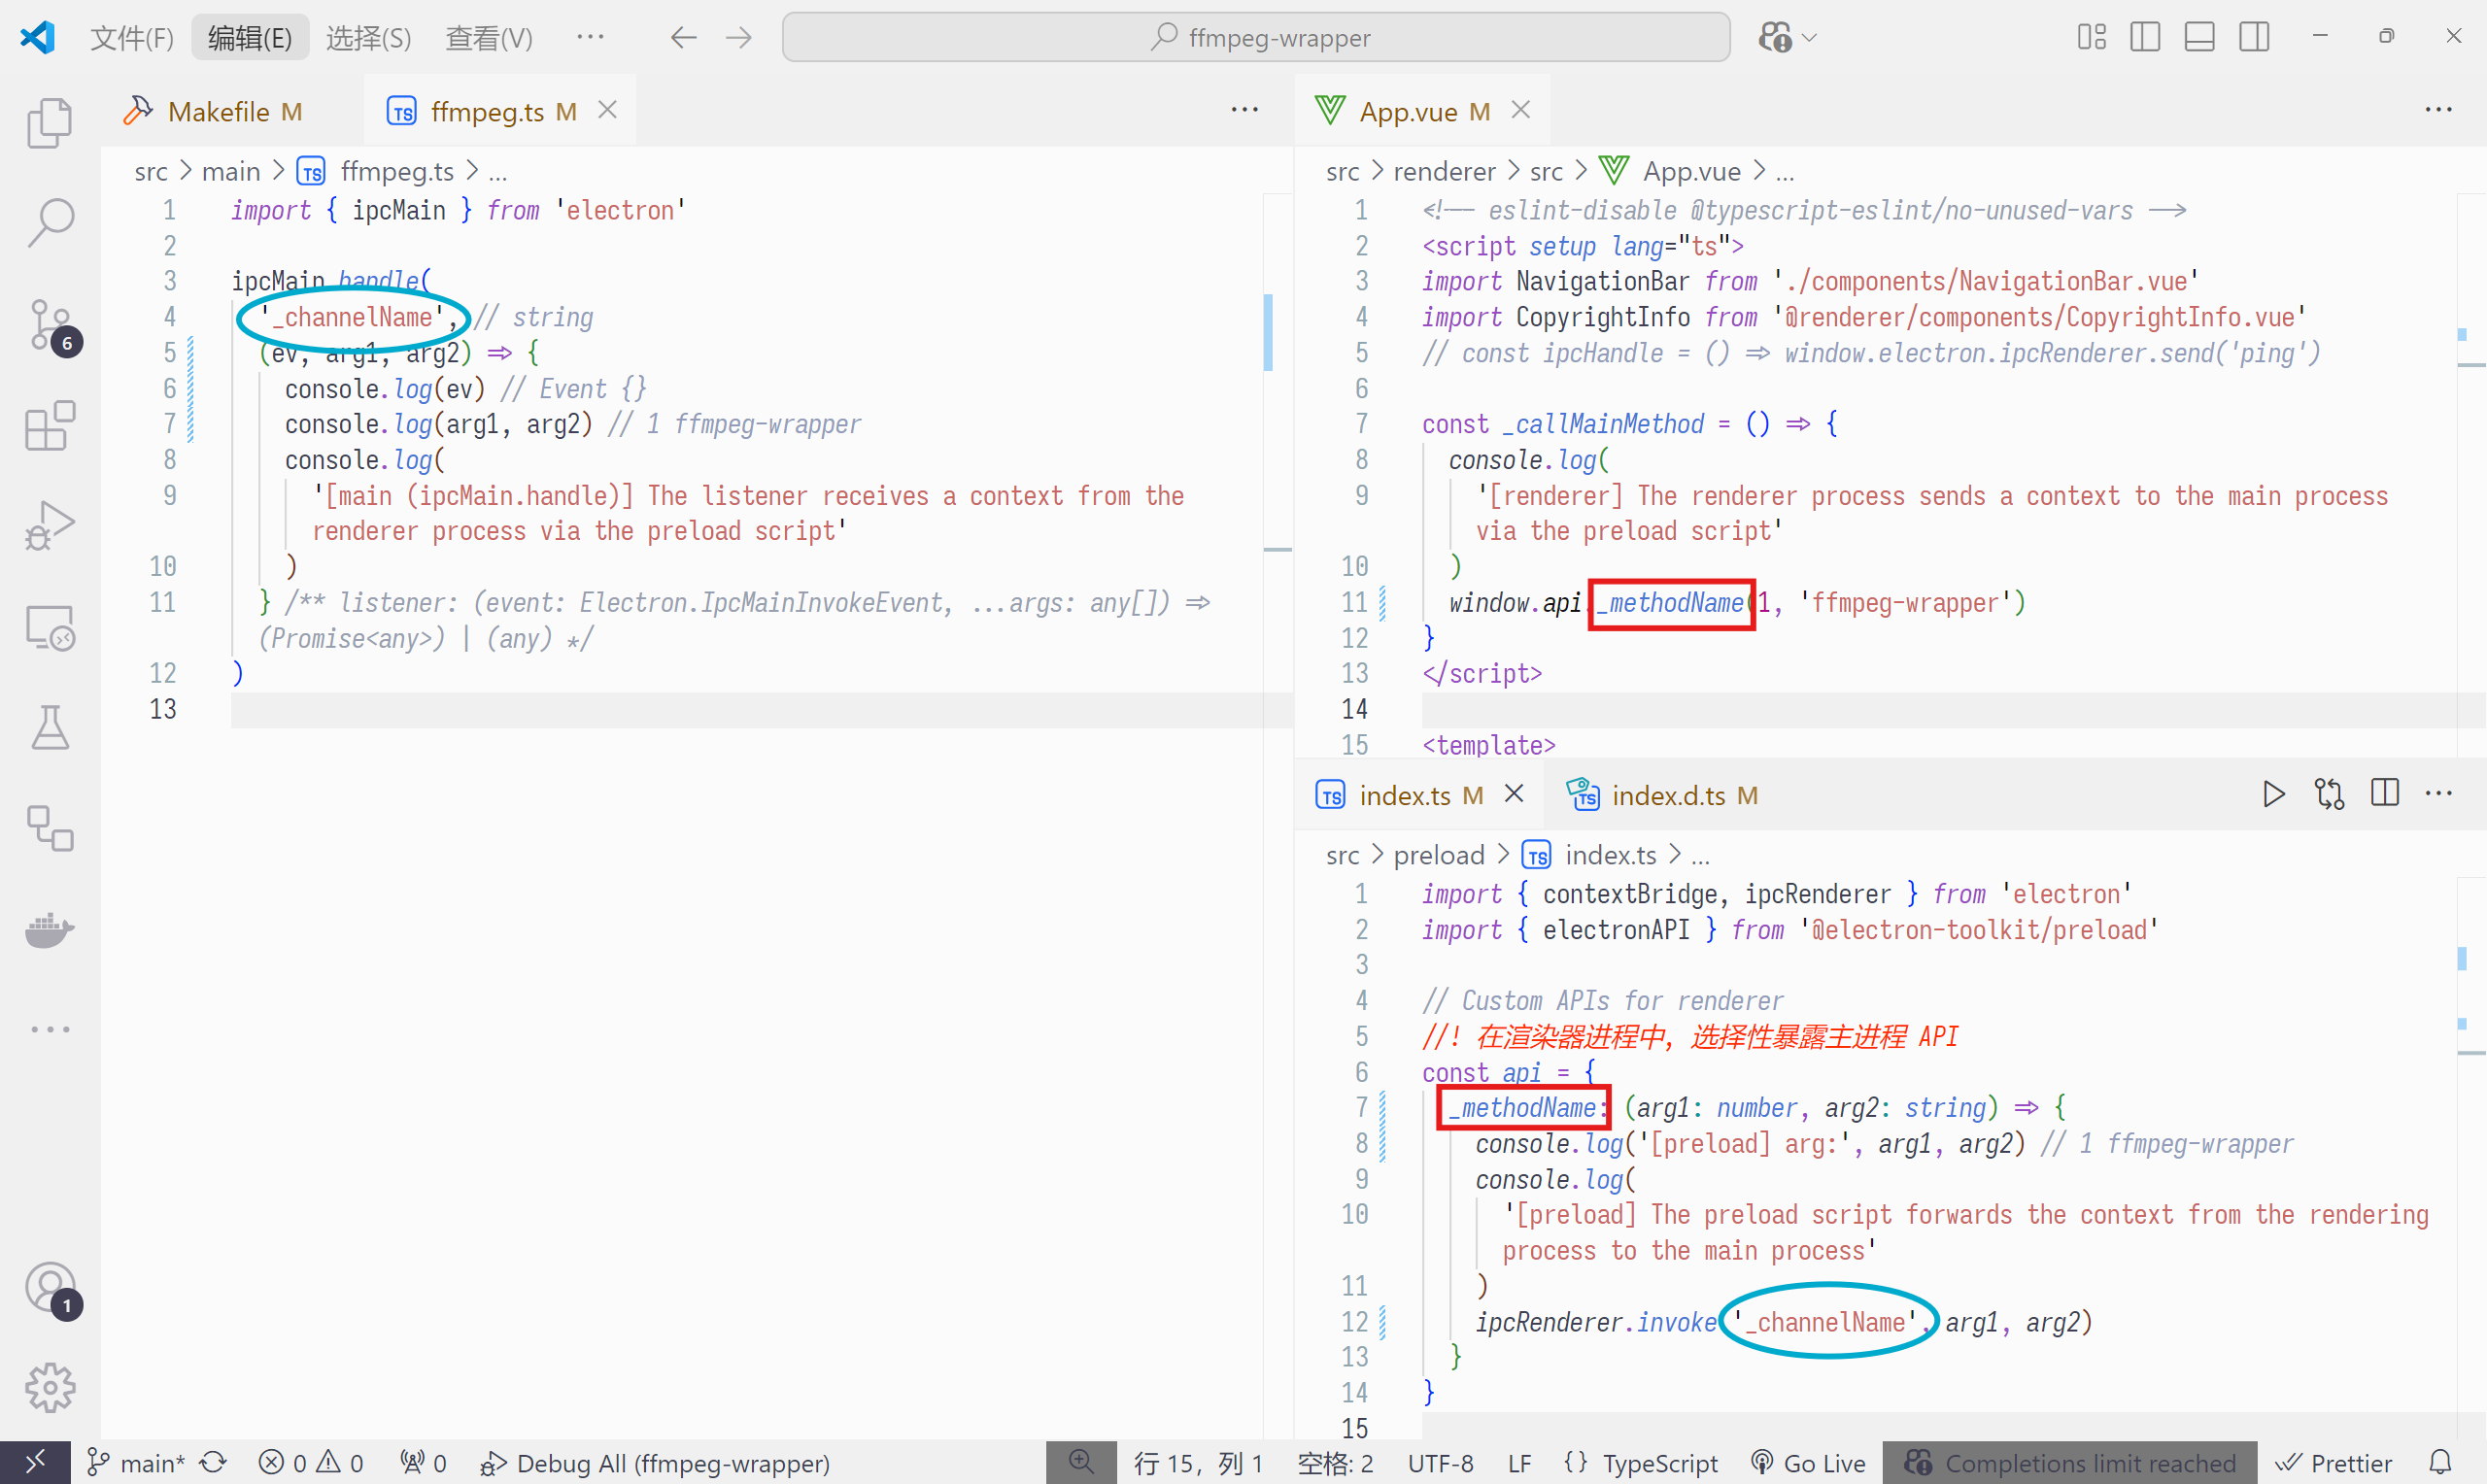 文件(F) 编辑(E) 选择(S) 查看(V) ··· ffmpeg-wrapper
Makefile M ffmpeg.ts M
src > main > TS ffmpeg.ts > ...
1 import { ipcMain } from 'electron'
2
3 ipcMain.handle(
4 '_channelName', // string
5 (ev, arg1, arg2) => {
6 console.log(ev) // Event {}
7 console.log(arg1, arg2) // 1 ffmpeg-wrapper
8 console.log(
9 '[main (ipcMain.handle)] The listener receives a context from the
renderer process via the preload script'
10 )
11 } /** listener: (event: Electron.IpcMainInvokeEvent, ...args: any[]) =>
(Promise<any>) | (any) */
12 )
13
App.vue M
src > renderer > src > App.vue > ...
1 <!-- eslint-disable @typescript-eslint/no-unused-vars -->
2 <script setup lang="ts">
3 import NavigationBar from './components/NavigationBar.vue'
4 import CopyrightInfo from '@renderer/components/CopyrightInfo.vue'
5 // const ipcHandle = () => window.electron.ipcRenderer.send('ping')
6
7 const _callMainMethod = () => {
8 console.log(
9 '[renderer] The renderer process sends a context to the main process
via the preload script'
10 )
11 window.api._methodName(1, 'ffmpeg-wrapper')
12 }
13 </script>
14
15 <template>
TS index.ts M TS index.d.ts M
src > preload > TS index.ts > ...
1 import { contextBridge, ipcRenderer } from 'electron'
2 import { electronAPI } from '@electron-toolkit/preload'
3
4 // Custom APIs for renderer
5 //! 在渲染器进程中，选择性暴露主进程 API
6 const api = {
7 _methodName: (arg1: number, arg2: string) => {
8 console.log('[preload] arg:', arg1, arg2) // 1 ffmpeg-wrapper
9 console.log(
10 '[preload] The preload script forwards the context from the rendering
process to the main process'
11 )
12 ipcRenderer.invoke('_channelName', arg1, arg2)
13 }
14 }
15
6
1
main* 0 0 0 Debug All (ffmpeg-wrapper) 行 15，列 1 空格: 2 UTF-8 LF {} TypeScript Go Live Completions limit reached Prettier